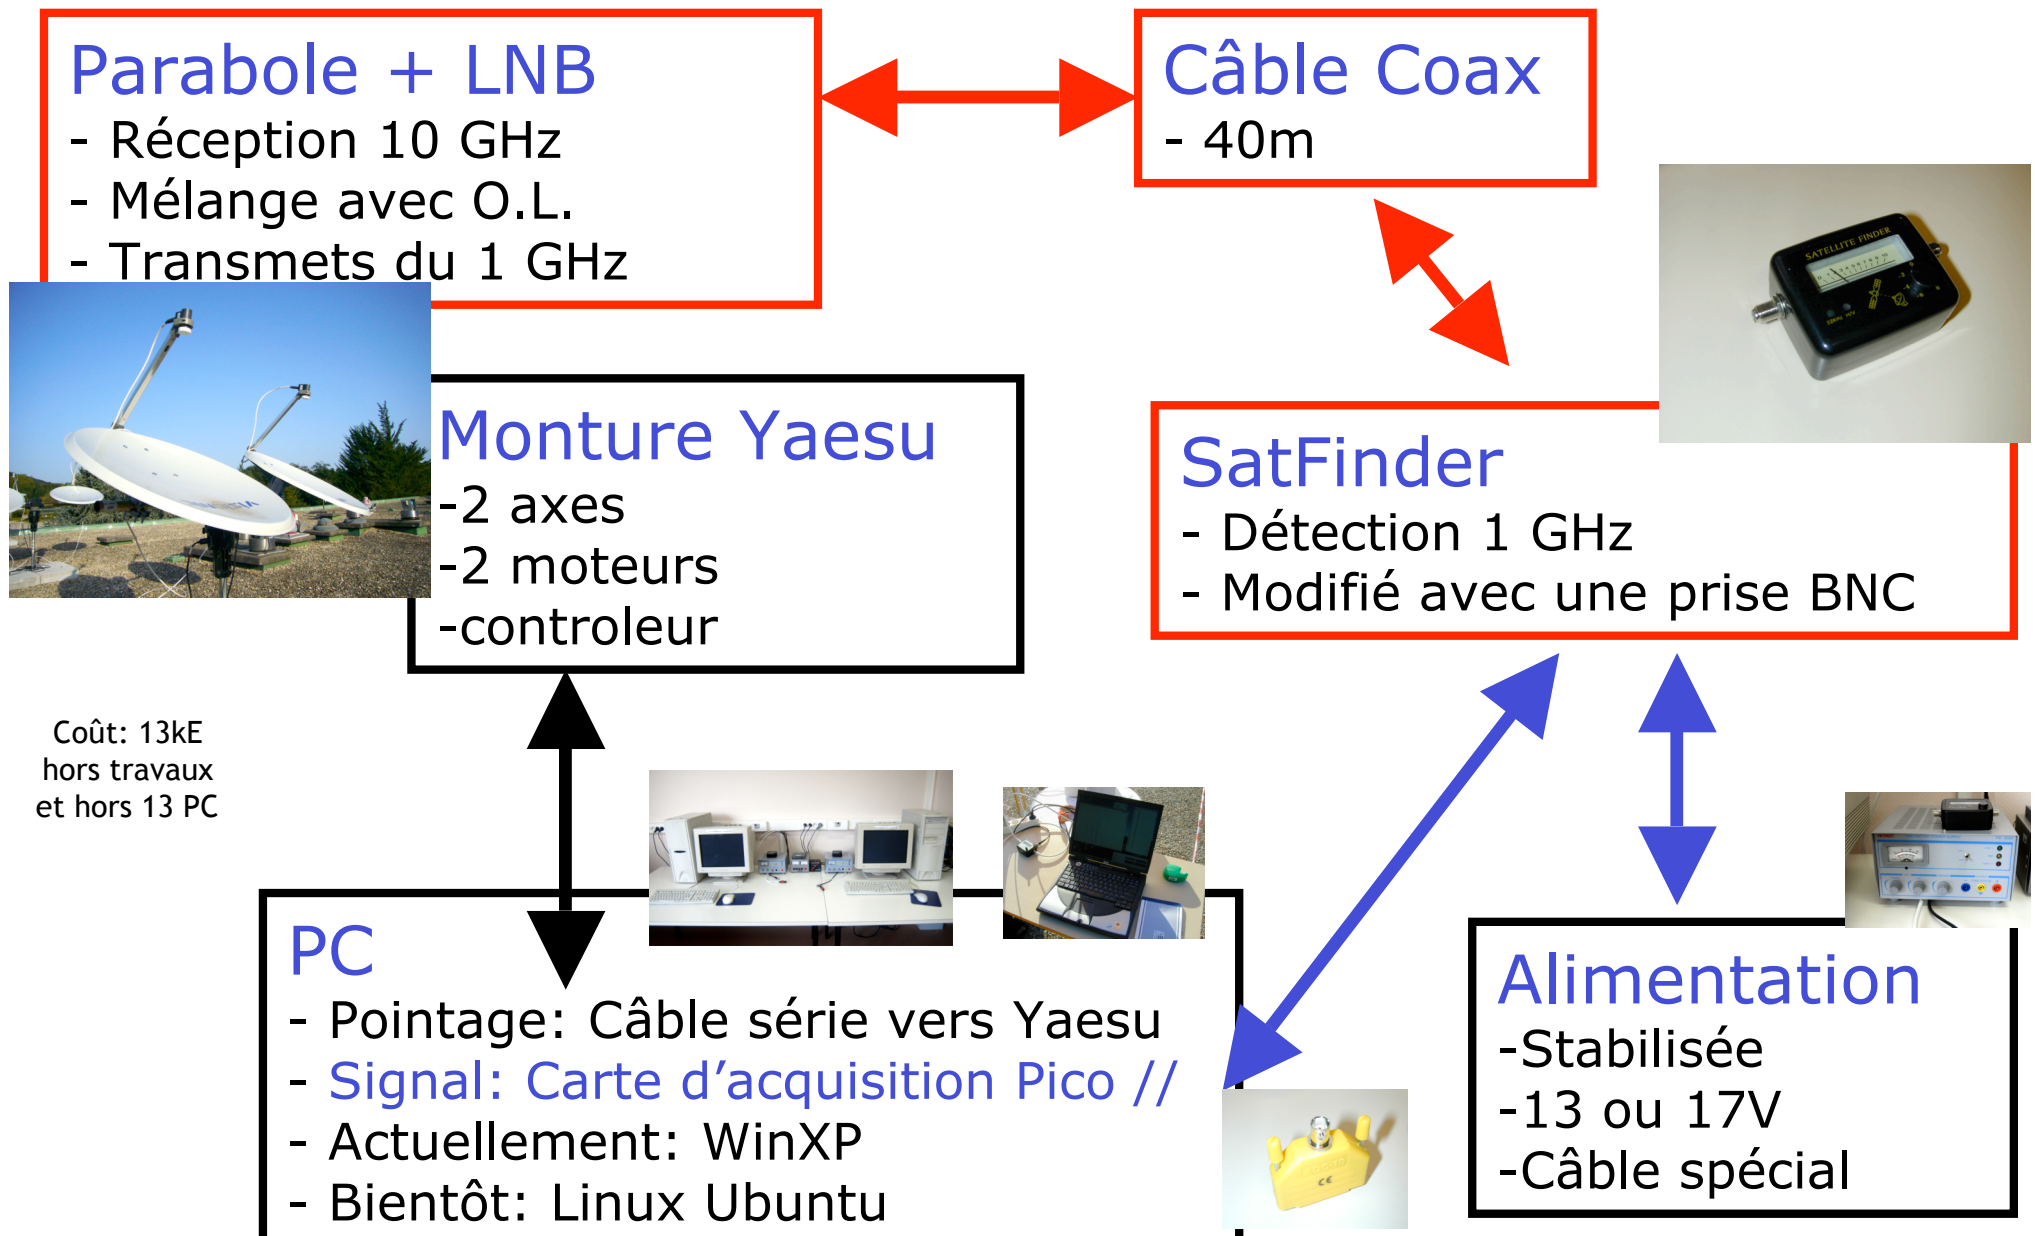 Parabole + LNB
- Réception 10 GHz
- Mélange avec O.L.
- Transmets du 1 GHz
Câble Coax
- 40m
SATELLITE FINDER
Monture Yaesu
-2 axes
-2 moteurs
-controleur
SatFinder
- Détection 1 GHz
- Modifié avec une prise BNC
Coût: 13kE
hors travaux
et hors 13 PC
PC
- Pointage: Câble série vers Yaesu
- Signal: Carte d’acquisition Pico //
- Actuellement: WinXP
- Bientôt: Linux Ubuntu
Alimentation
-Stabilisée
-13 ou 17V
-Câble spécial
CE